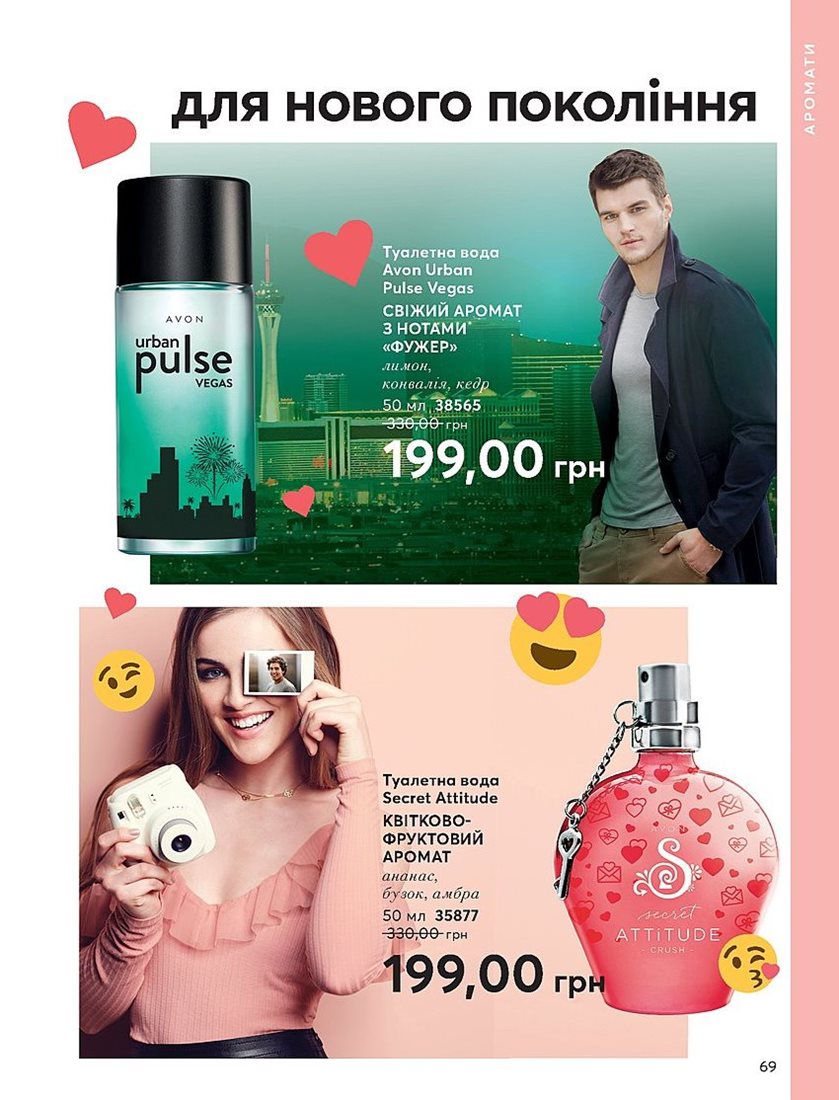 АРОМАТИ
для нового покоління
AVON
urban
pulse
VEGAS
Туалетна вода
Avon Urban
Pulse Vegas
СВІЖИЙ АРОМАТ
З НОТАМИ*
«ФУЖЕР»
лимон,
конвалія, кедр
50 мл 38565
330,00 грн
199,00 грн
Туалетна вода
Secret Attitude
КВІТКОВО-
ФРУКТОВИЙ
АРОМАТ
ананас,
бузок, амбра
50 мл 35877
330,00 грн
199,00 грн
AVON
S
secret
ATTiTUDE
- CRUSH -
69